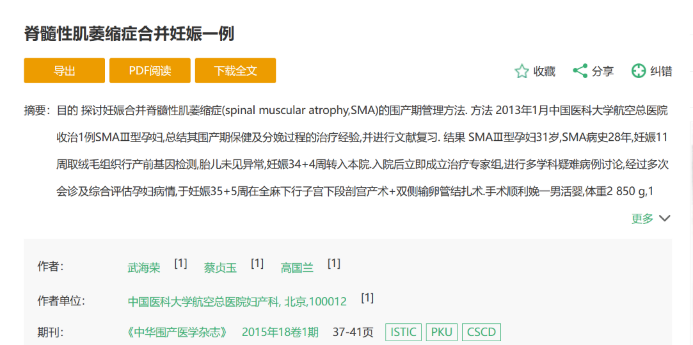 脊髓性肌萎缩症合并妊娠一例
导出 PDF阅读 下载全文 收藏 分享 纠错
摘要: 目的 探讨妊娠合并脊髓性肌萎缩症(spinal muscular atrophy,SMA)的围产期管理方法. 方法 2013年1月中国医科大学航空总医院
收治1例SMAⅢ型孕妇,总结其围产期保健及分娩过程的治疗经验,并进行文献复习. 结果 SMAⅢ型孕妇31岁,SMA病史28年,妊娠11
周取绒毛组织行产前基因检测,胎儿未见异常,妊娠34+4周转入本院.入院后立即成立治疗专家组,进行多学科疑难病例讨论,经过多次
会诊及综合评估孕妇病情,于妊娠35+5周在全麻下行子宫下段剖宫产术+双侧输卵管结扎术.手术顺利娩一男活婴,体重2 850 g,1
更多
作者: 武海荣 [1] 蔡贞玉 [1] 高国兰 [1]
作者单位: 中国医科大学航空总医院妇产科, 北京,100012 [1]
期刊: 《中华围产医学杂志》 2015年18卷1期 37-41页 ISTIC PKU CSCD